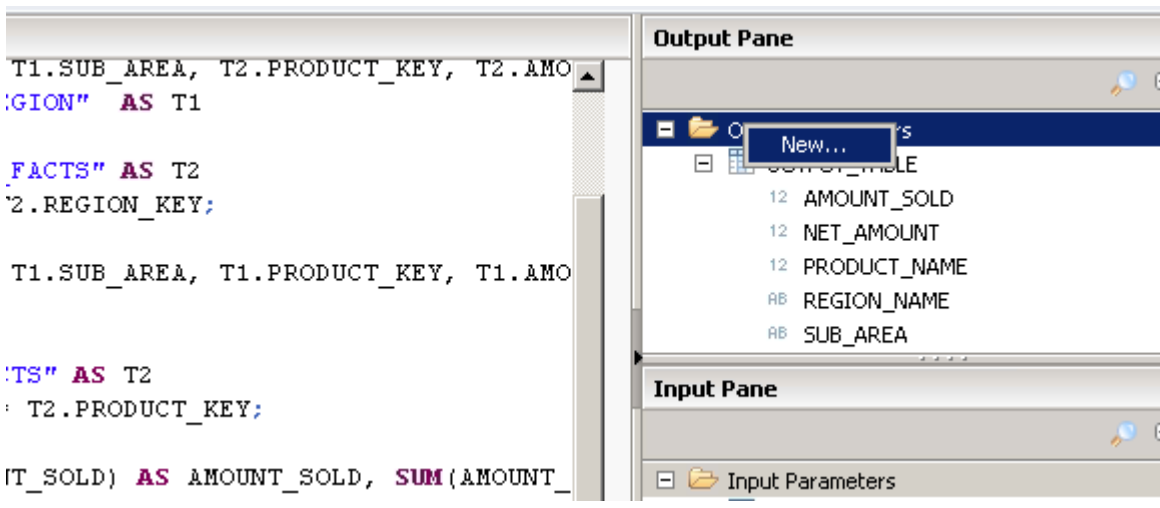 T1.SUB_AREA, T2.PRODUCT_KEY, T2.AMO
GION" AS T1
_FACTS" AS T2
2.REGION_KEY;
T1.SUB_AREA, T1.PRODUCT_KEY, T1.AMO
TS" AS T2
T2.PRODUCT_KEY;
T_SOLD) AS AMOUNT_SOLD, SUM(AMOUNT_
Output Pane
New...
OUTPUT_TABLE
12 AMOUNT_SOLD
12 NET_AMOUNT
12 PRODUCT_NAME
AB REGION_NAME
AB SUB_AREA
Input Pane
Input Parameters